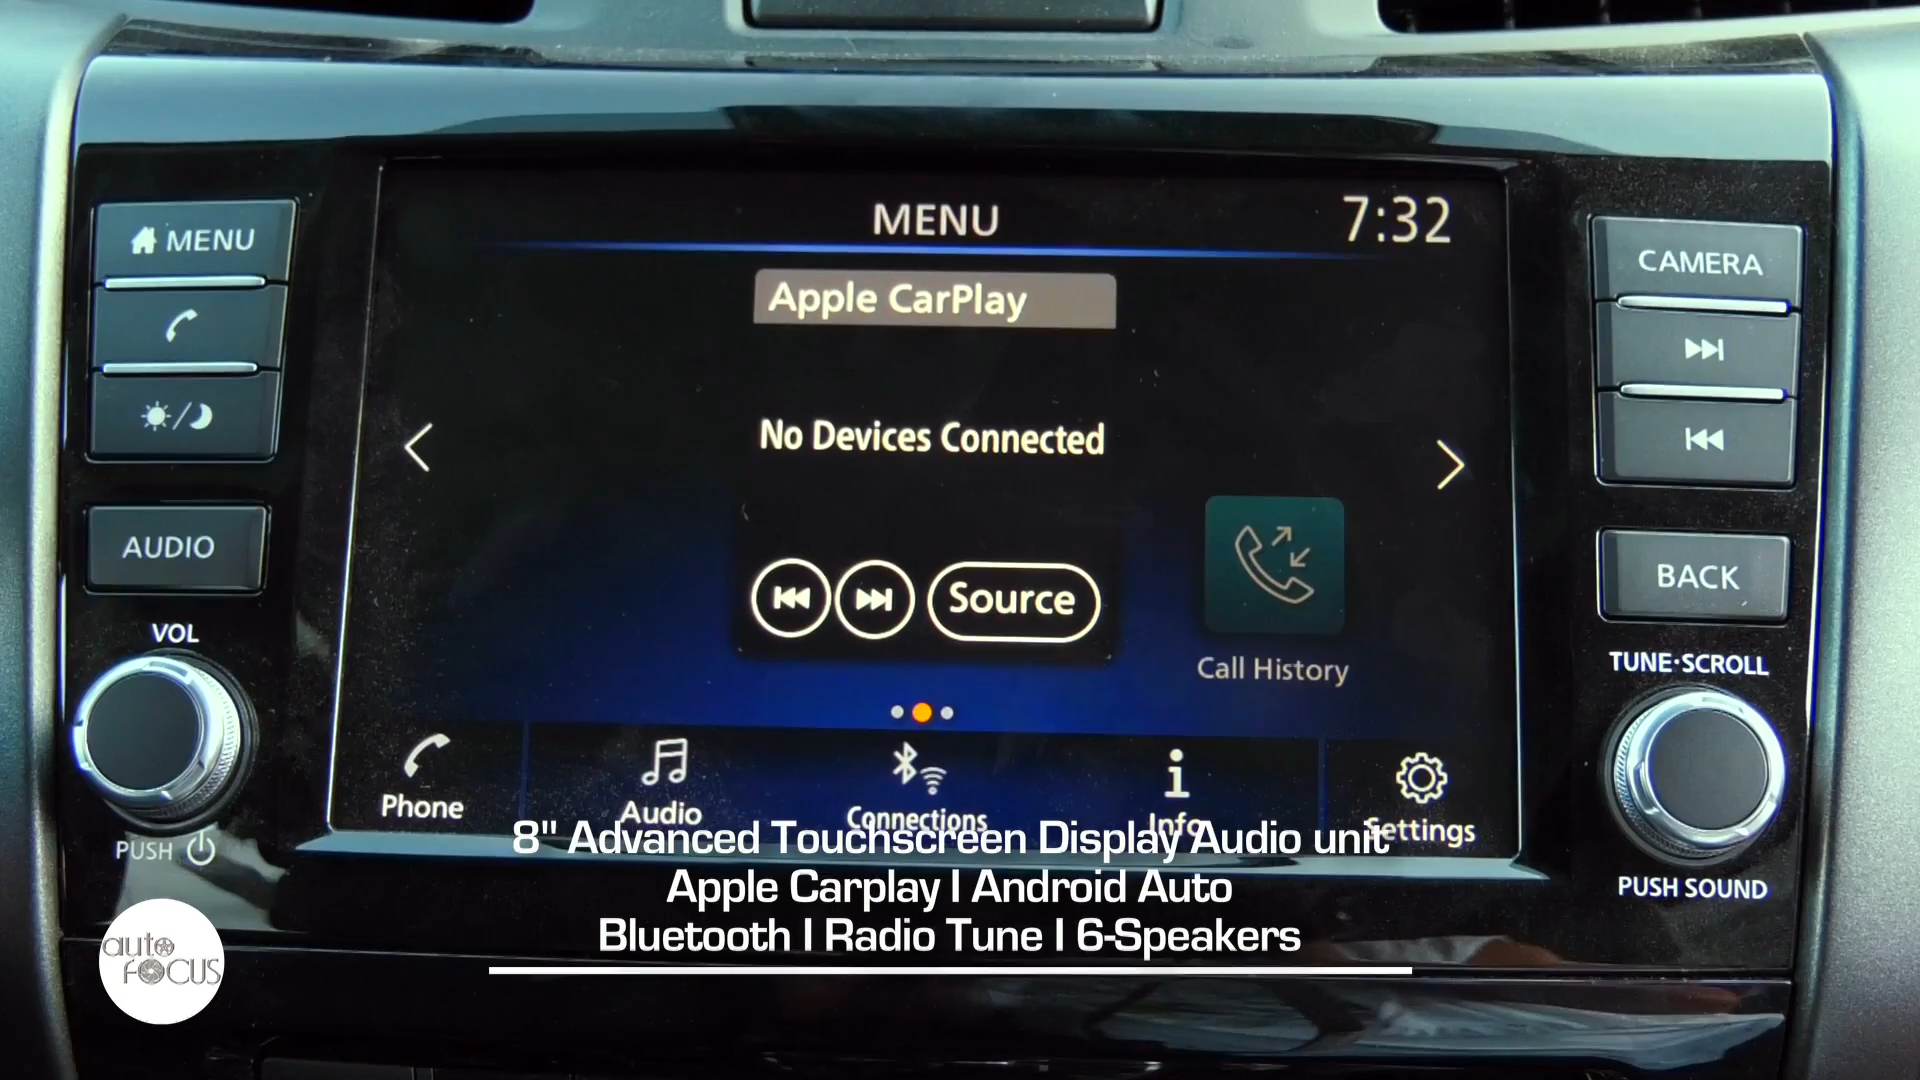 MENU
7:32
MENU
CAMERA
Apple CarPlay
No Devices Connected
AUDIO
BACK
Source
VOL
TUNE·SCROLL
Call History
Phone
Audio
Connections
Info
Settings
PUSH
PUSH SOUND
8" Advanced Touchscreen Display Audio unit
Apple Carplay | Android Auto
Bluetooth | Radio Tune | 6-Speakers
auto
FOCUS